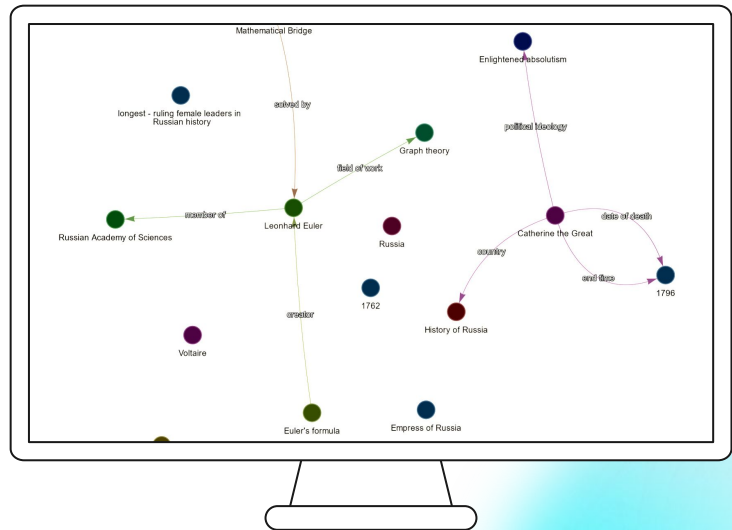 Mathematical Bridge
Enlightened absolutism
longest - ruling female leaders in
Russian history
solved by
political ideology
Graph theory
field of work
member of
Leonhard Euler
Russian Academy of Sciences
Russia
Catherine the Great
date of death
country
end time
1796
1762
History of Russia
creator
Voltaire
Euler's formula
Empress of Russia